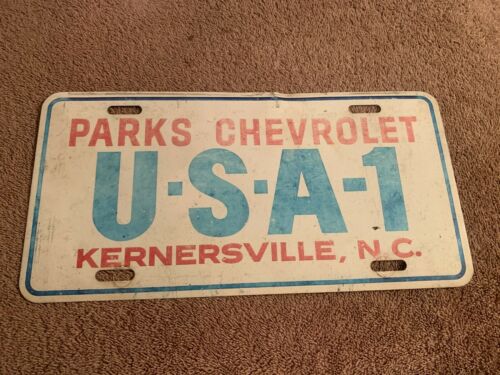 PARKS CHEVROLET
U·S·A-1
KERNERSVILLE, N.C.